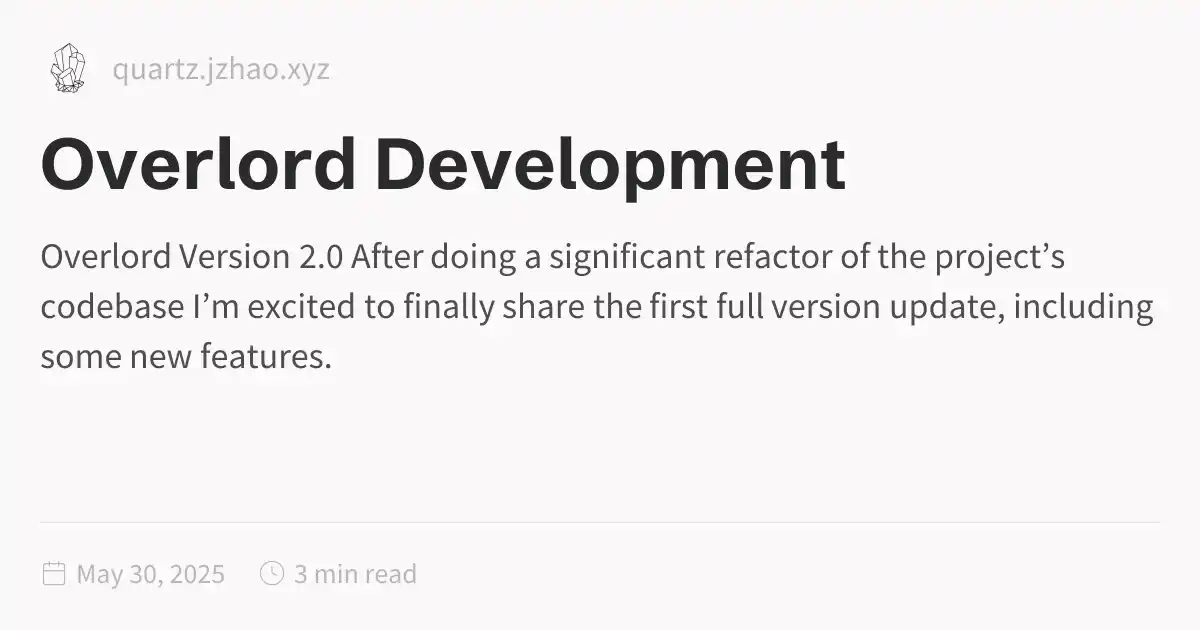 quartz.jzhao.xyz
Overlord Development
Overlord Version 2.0 After doing a significant refactor of the project’s
codebase I’m excited to finally share the first full version update, including
some new features.
May 30, 2025 3 min read